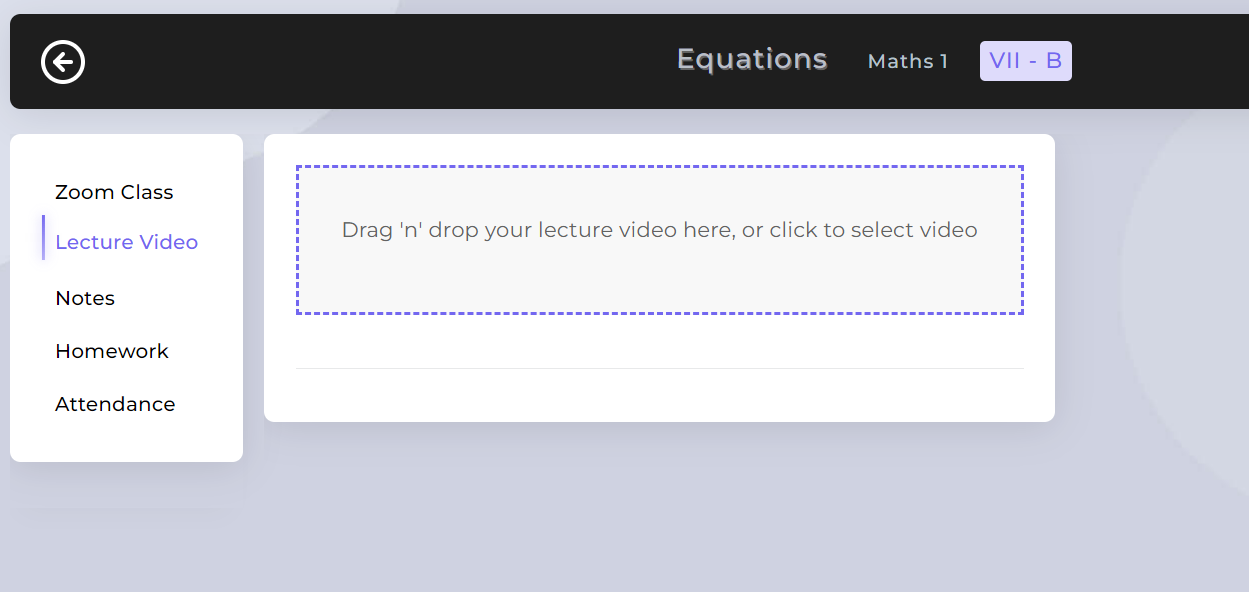 Equations Maths 1 VII - B
Zoom Class
Lecture Video
Notes
Homework
Attendance
Drag 'n' drop your lecture video here, or click to select video